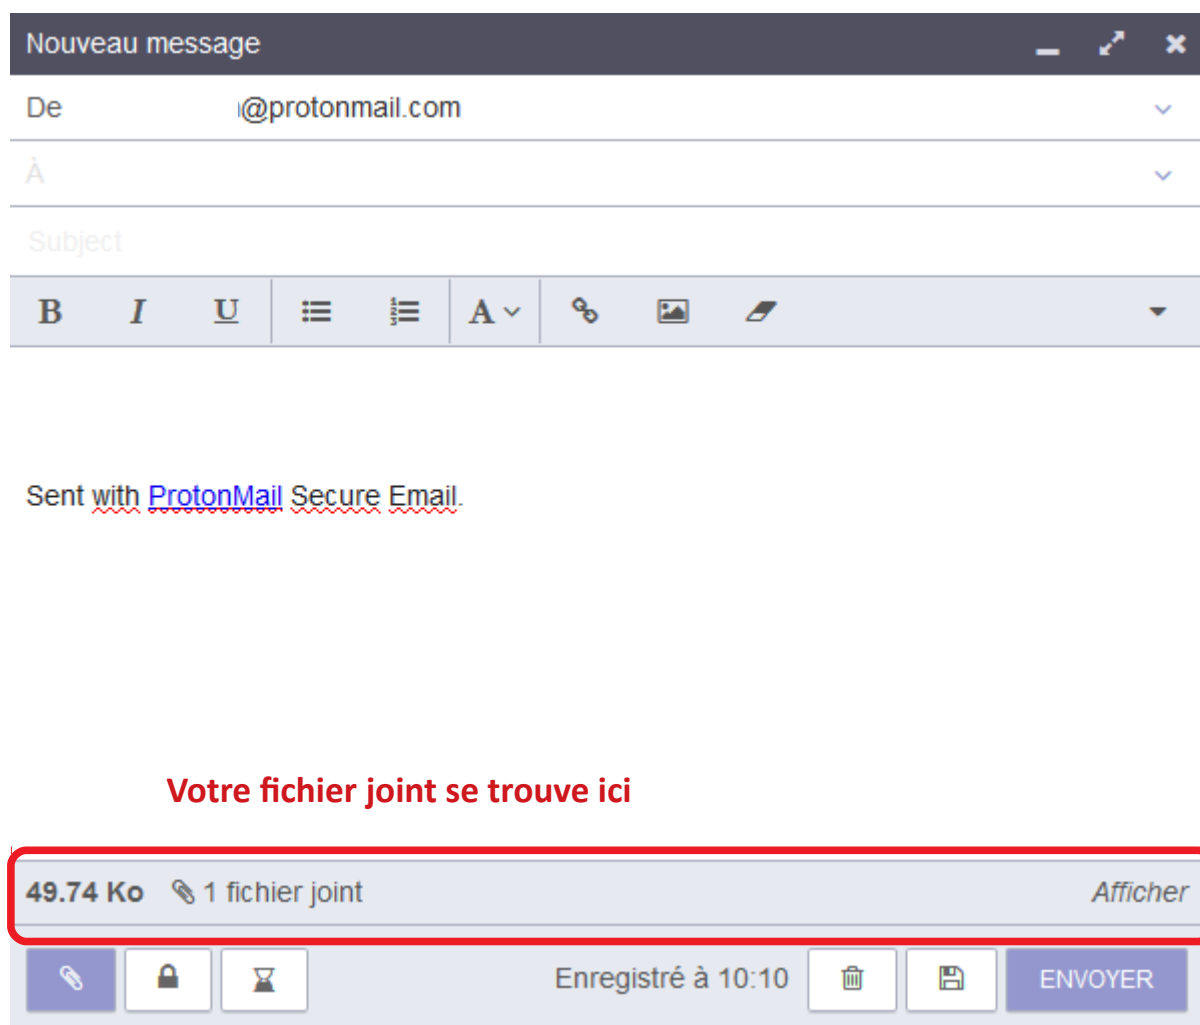 Nouveau message
De @protonmail.com
À
Subject
B I U A
Sent with ProtonMail Secure Email.
Votre fichier joint se trouve ici
49.74 Ko 1 fichier joint Afficher
Enregistré à 10:10 ENVOYER